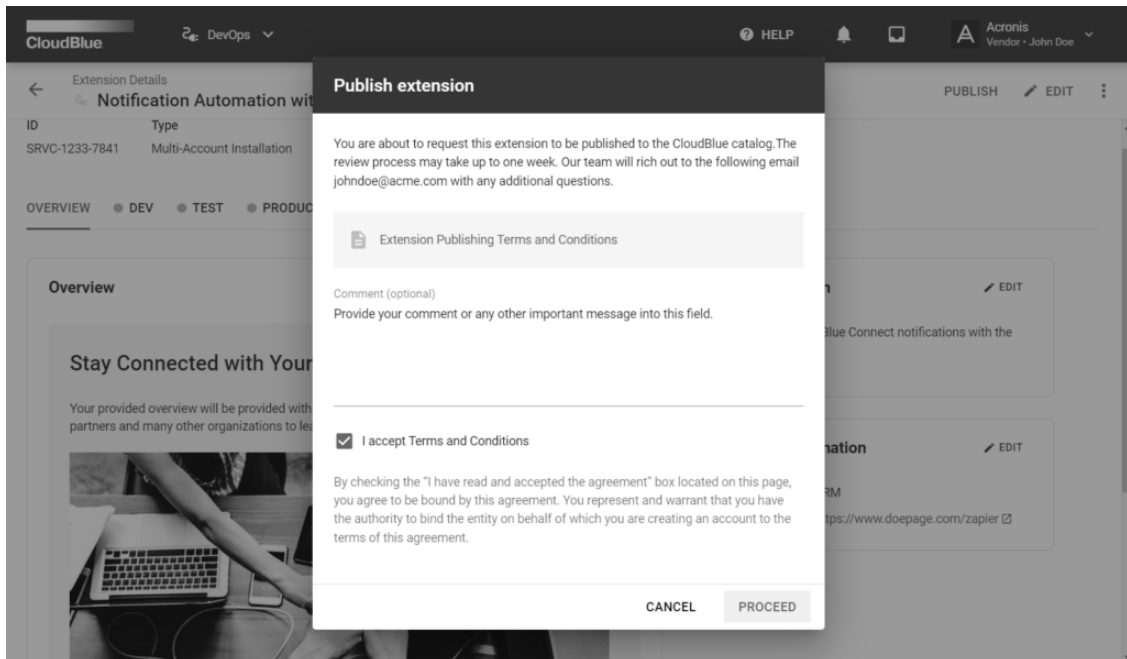 CloudBlue
DevOps
HELP
Acronis
Vendor • John Doe
Extension Details
Notification Automation wit
PUBLISH
EDIT
ID
Type
SRVC-1233-7841
Multi-Account Installation
OVERVIEW
DEV
TEST
PRODUC
Overview
Stay Connected with Your
Your provided overview will be provided with
partners and many other organizations to lea
Publish extension
You are about to request this extension to be published to the CloudBlue catalog.The
review process may take up to one week. Our team will rich out to the following email
johndoe@acme.com with any additional questions.
Extension Publishing Terms and Conditions
Comment (optional)
Provide your comment or any other important message into this field.
I accept Terms and Conditions
By checking the "I have read and accepted the agreement" box located on this page,
you agree to be bound by this agreement. You represent and warrant that you have
the authority to bind the entity on behalf of which you are creating an account to the
terms of this agreement.
CANCEL
PROCEED
n
EDIT
Blue Connect notifications with the
mation
EDIT
RM
tps://www.doepage.com/zapier